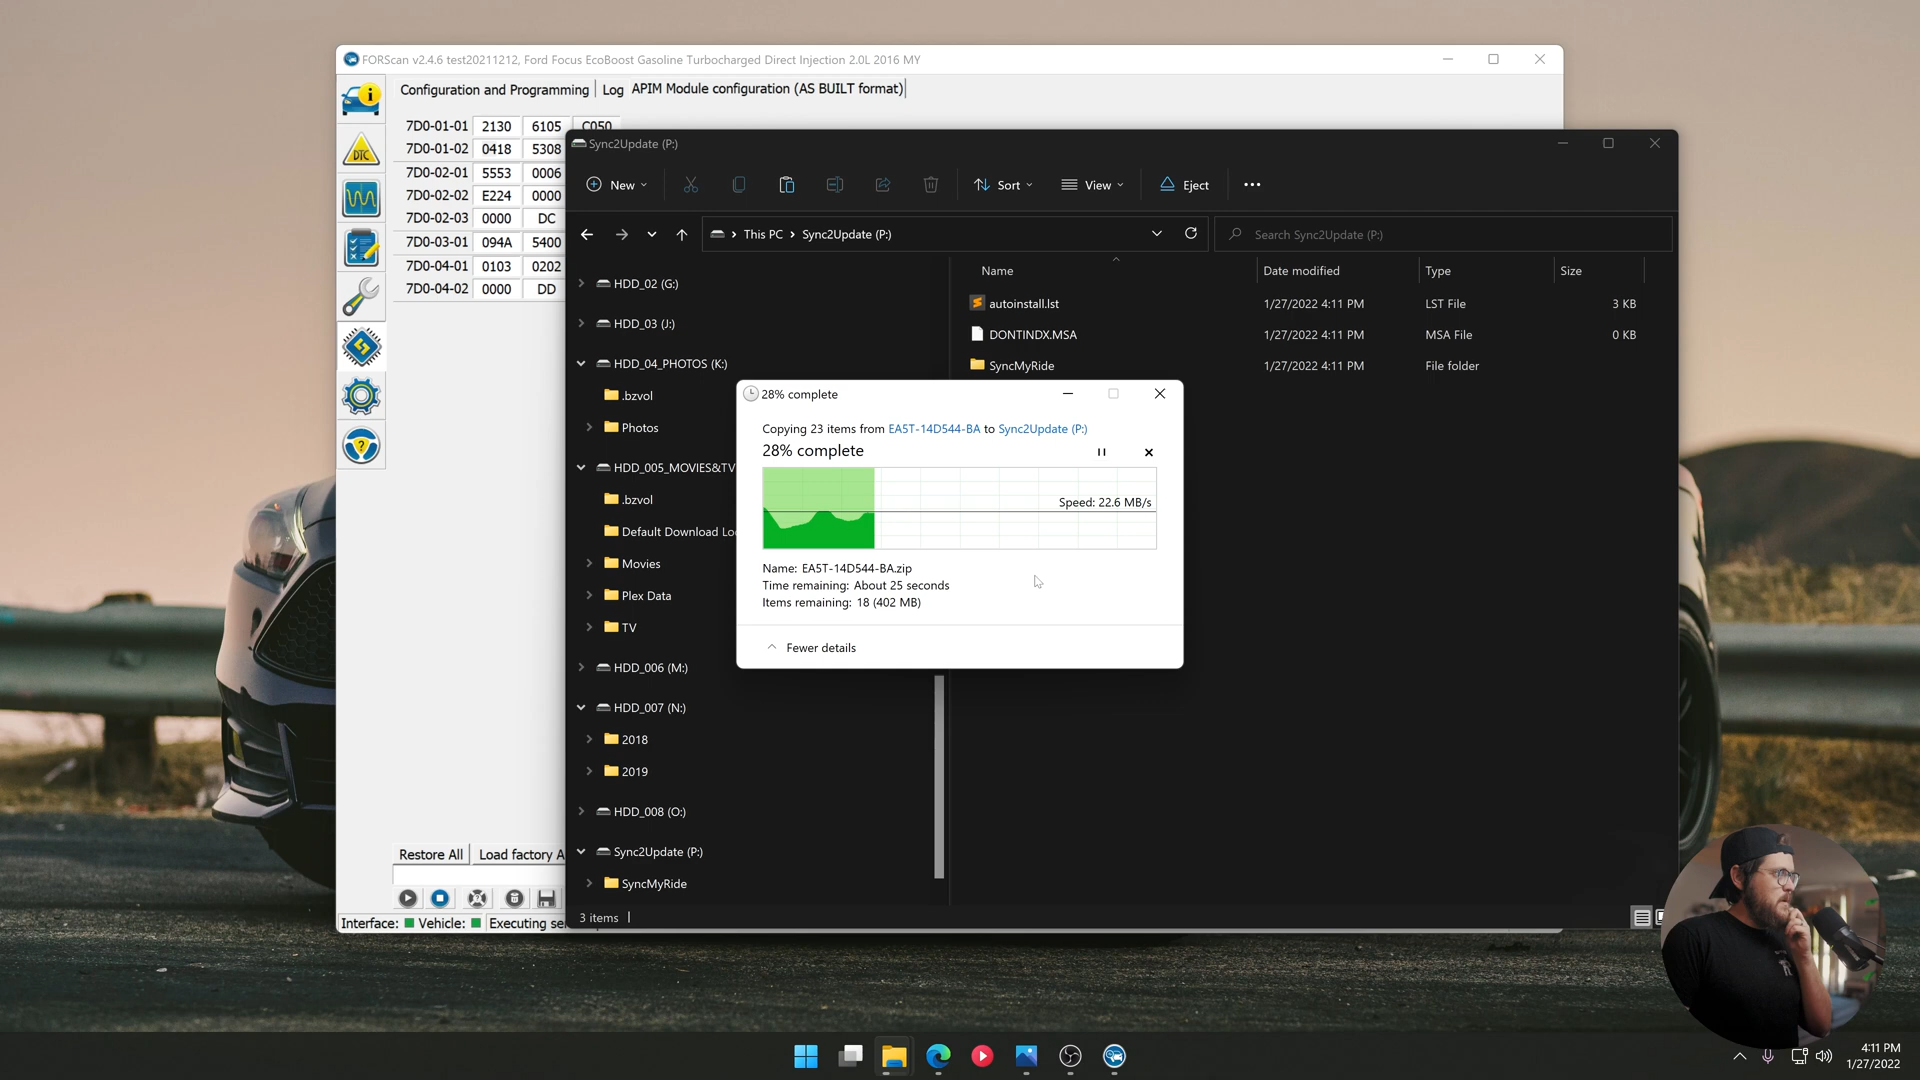 FORScan v2.4.6 test20211212, Ford Focus EcoBoost Gasoline Turbocharged Direct Injection 2.0L 2016 MY
Configuration and Programming
Log
APIM Module configuration (AS BUILT format)
DTC
7D0-01-01 2130 6105 C050
7D0-01-02 0418 5308
7D0-02-01 5553 0006
7D0-02-02 E224 0000
7D0-02-03 0000 DC
7D0-03-01 094A 5400
7D0-04-01 0103 0202
7D0-04-02 0000 DD
Restore All
Load factory A
Interface: Vehicle: Executing se
Sync2Update (P:)
New
Sort
View
Eject
This PC
Sync2Update (P:)
Search Sync2Update (P:)
HDD_02 (G:)
HDD_03 (J:)
HDD_04_PHOTOS (K:)
.bzvol
Photos
HDD_005_MOVIES&TV
.bzvol
Default Download Lo
Movies
Plex Data
TV
HDD_006 (M:)
HDD_007 (N:)
2018
2019
HDD_008 (O:)
Sync2Update (P:)
SyncMyRide
3 items
Name Date modified Type Size
autoinstall.lst 1/27/2022 4:11 PM LST File 3 KB
DONTINDX.MSA 1/27/2022 4:11 PM MSA File 0 KB
SyncMyRide 1/27/2022 4:11 PM File folder
28% complete
Copying 23 items from EA5T-14D544-BA to Sync2Update (P:)
28% complete
Speed: 22.6 MB/s
Name: EA5T-14D544-BA.zip
Time remaining: About 25 seconds
Items remaining: 18 (402 MB)
Fewer details
4:11 PM
1/27/2022